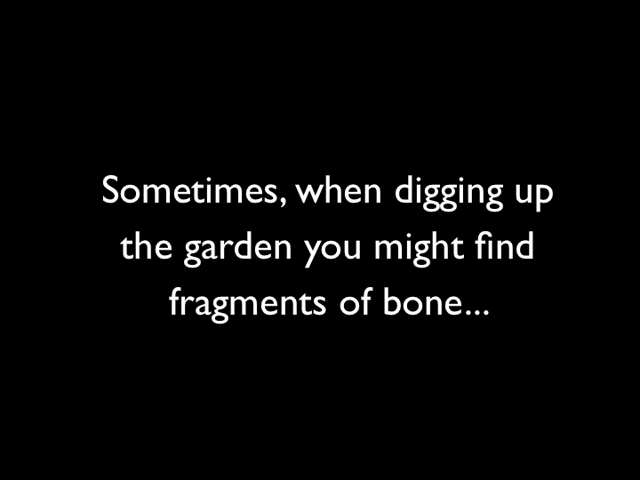 Sometimes, when digging up
the garden you might find
fragments of bone...